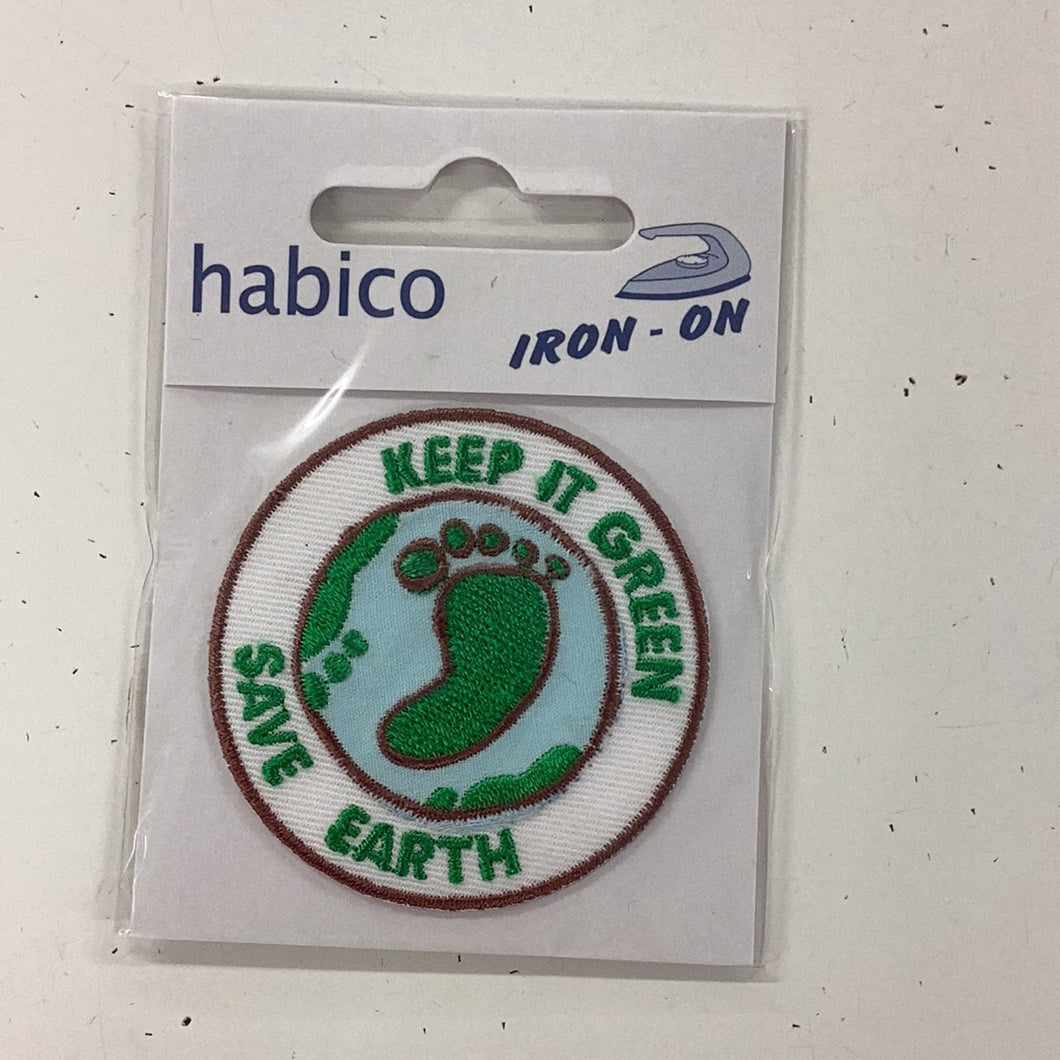 habico
IRON - ON
KEEP IT GREEN
SAVE EARTH